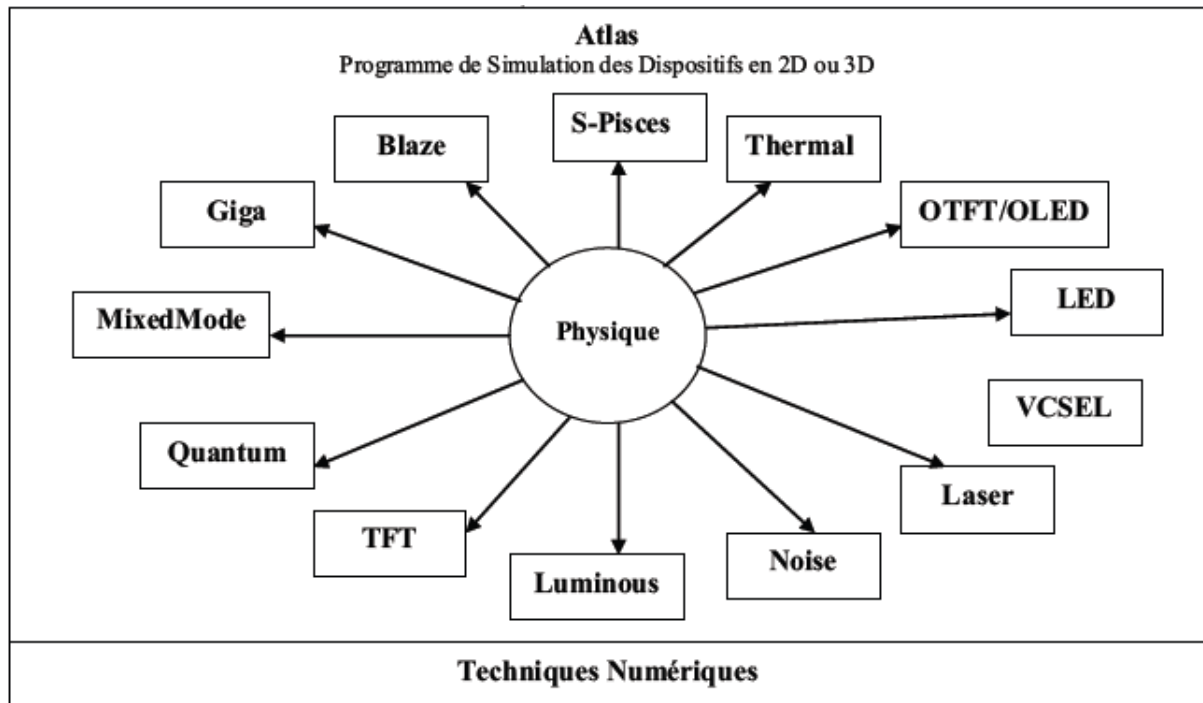 Atlas
Programme de Simulation des Dispositifs en 2D ou 3D
S-Pisces
Blaze
Thermal
Giga
OTFT/OLED
MixedMode
LED
Physique
VCSEL
Quantum
Laser
TFT
Noise
Luminous
Techniques Numériques